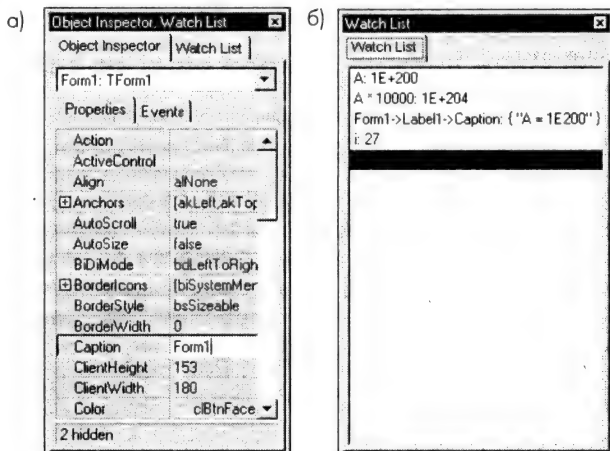 а)
Object Inspector, Watch List
Object Inspector Watch List
Form1: TForm1
Properties Events
Action
ActiveControl
Align alNone
Anchors [akLeft,akTop
AutoScroll true
AutoSize false
BiDiMode bdLeftToRigh
BorderIcons [biSystemMer
BorderStyle bsSizeable
BorderWidth 0
Caption Form1
ClientHeight 153
ClientWidth 180
Color clBtnFace
2 hidden
б)
Watch List
Watch List
A: 1E+200
A * 10000: 1E+204
Form1->Label1->Caption: { "A = 1E200" }
i: 27